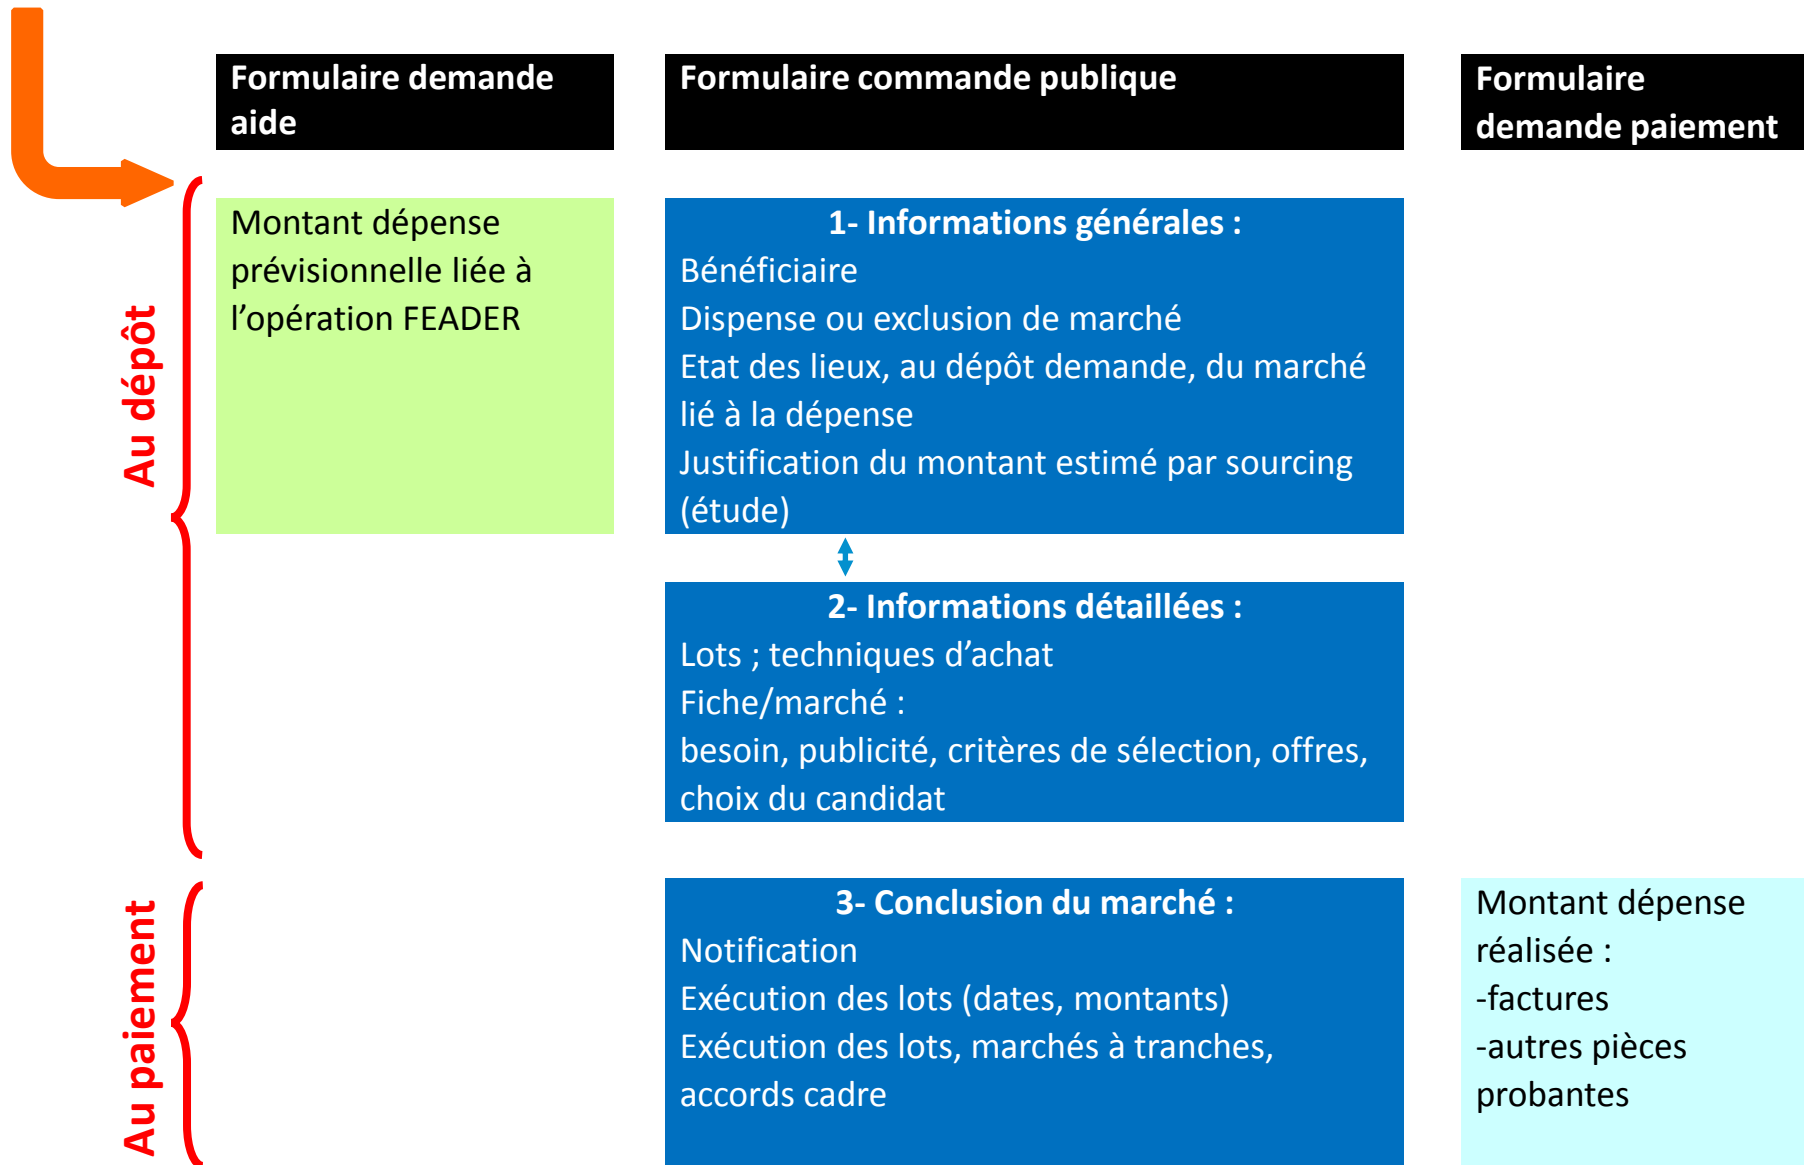 Formulaire demande
aide
Formulaire commande publique
Formulaire
demande paiement
Au dépôt
Montant dépense
prévisionnelle liée à
l’opération FEADER
1- Informations générales :
Bénéficiaire
Dispense ou exclusion de marché
Etat des lieux, au dépôt demande, du marché
lié à la dépense
Justification du montant estimé par sourcing
(étude)
2- Informations détaillées :
Lots ; techniques d’achat
Fiche/marché :
besoin, publicité, critères de sélection, offres,
choix du candidat
Au paiement
3- Conclusion du marché :
Notification
Exécution des lots (dates, montants)
Exécution des lots, marchés à tranches,
accords cadre
Montant dépense
réalisée :
-factures
-autres pièces
probantes